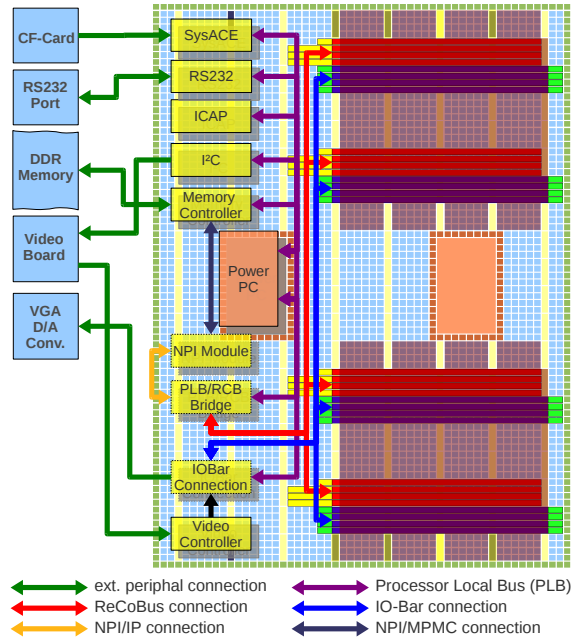 CF-Card
SysACE
RS232
Port
RS232
ICAP
DDR
Memory
I²C
Memory
Controller
Video
Board
Power
PC
VGA
D/A
Conv.
NPI Module
PLB/RCB
Bridge
IOBar
Connection
Video
Controller
ext. periphal connection
Processor Local Bus (PLB)
ReCoBus connection
IO-Bar connection
NPI/IP connection
NPI/MPMC connection